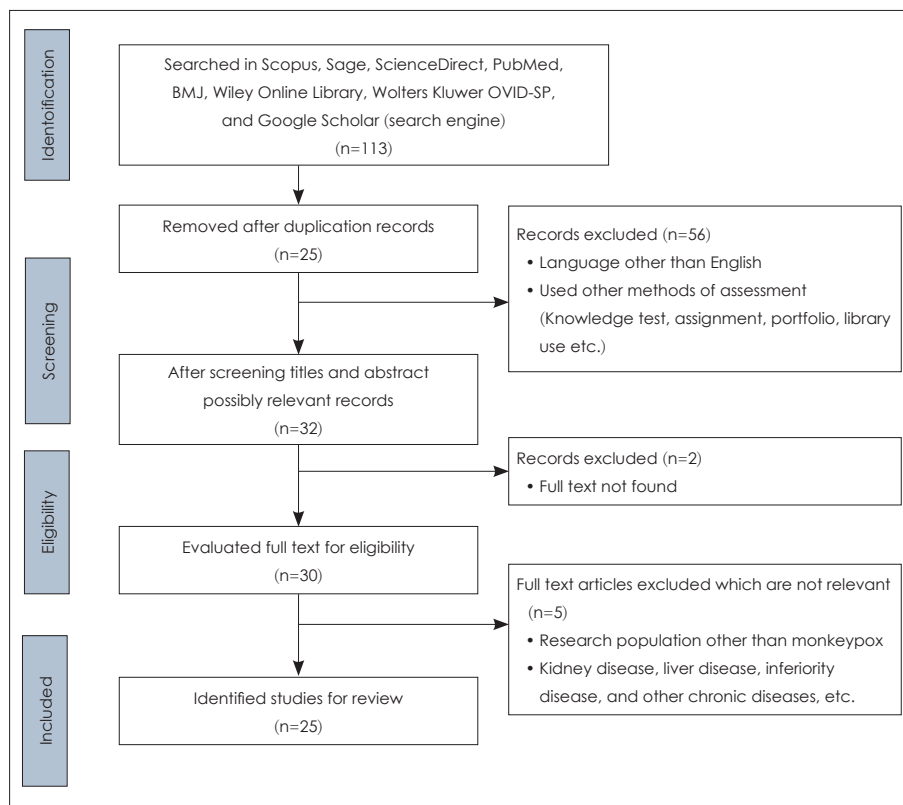 Identoification
Searched in Scopus, Sage, ScienceDirect, PubMed,
BMJ, Wiley Online Library, Wolters Kluwer OVID-SP,
and Google Scholar (search engine)
(n=113)
Removed after duplication records
(n=25)
Records excluded (n=56)
• Language other than English
• Used other methods of assessment
(Knowledge test, assignment, portfolio, library
use etc.)
Screening
After screening titles and abstract
possibly relevant records
(n=32)
Records excluded (n=2)
• Full text not found
Eligibility
Evaluated full text for eligibility
(n=30)
Full text articles excluded which are not relevant
(n=5)
• Research population other than monkeypox
• Kidney disease, liver disease, inferiority
disease, and other chronic diseases, etc.
Included
Identified studies for review
(n=25)